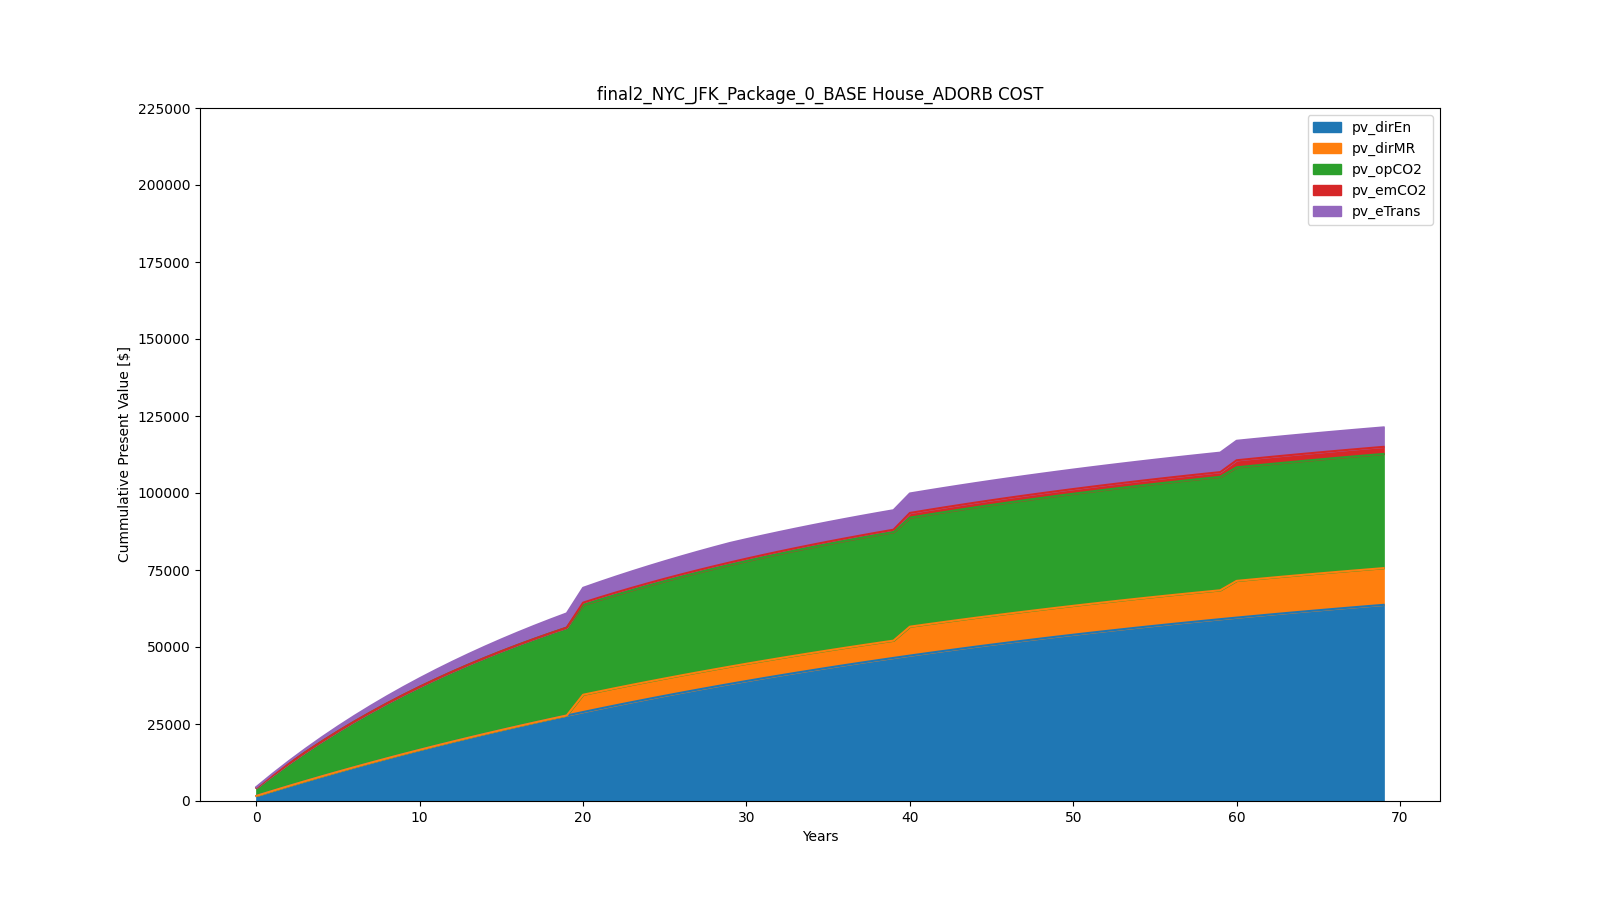 final2_NYC_JFK_Package_0_BASE House_ADORB COST
225000
200000
175000
150000
125000
100000
75000
50000
25000
0
Cummulative Present Value [$]
0 10 20 30 40 50 60 70
Years
pv_dirEn
pv_dirMR
pv_opCO2
pv_emCO2
pv_eTrans